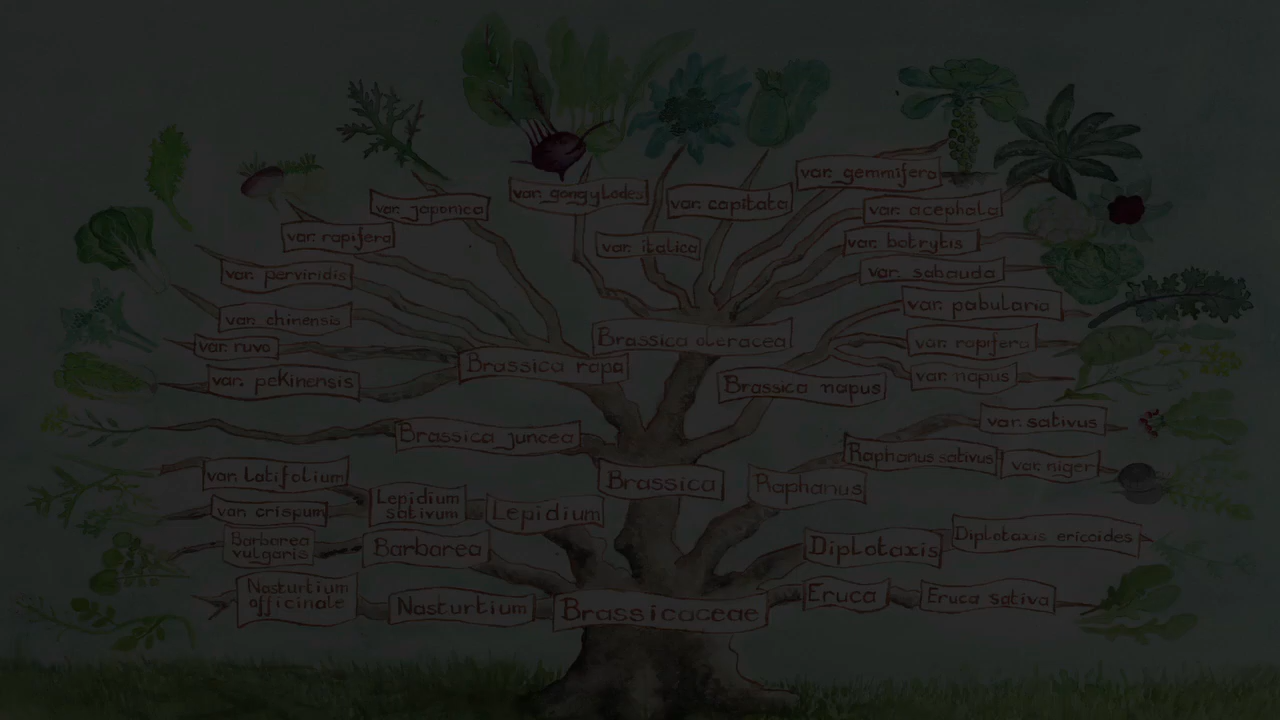 var. gemmifera
var. gongylodes
var. capitata
var. japonica
var. acephala
var. rapifera
var. italica
var. botrytis
var. perviridis
var. sabauda
var. pabularia
var. chinensis
Brassica oleracea
var. rapifera
var. ruvo
Brassica rapa
var. napus
var. pekinensis
Brassica napus
var. sativus
Brassica juncea
Raphanus sativus
var. niger
var. latifolium
Brassica
Raphanus
var. crispum
Lepidium
sativum
Lepidium
Barbarea
vulgaris
Barbarea
Diplotaxis
Diplotaxis ericoides
Nasturtium
officinale
Nasturtium
Brassicaceae
Eruca
Eruca sativa